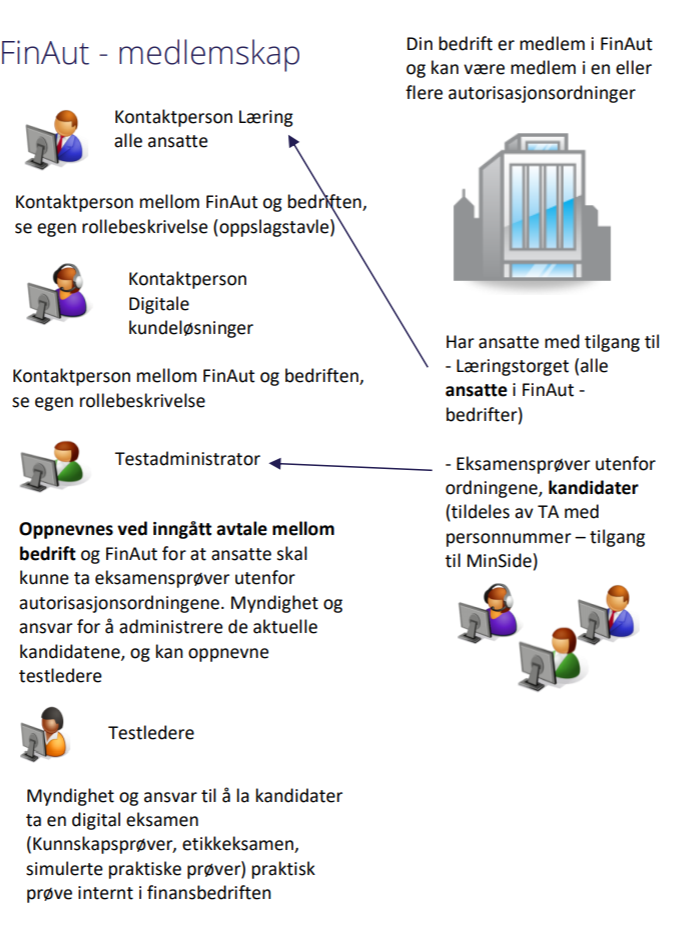 FinAut - medlemskap
Kontaktperson Læring
alle ansatte
Kontaktperson mellom FinAut og bedriften,
se egen rollebeskrivelse (oppslagstavle)
Kontaktperson
Digitale
kundeløsninger
Kontaktperson mellom FinAut og bedriften,
se egen rollebeskrivelse
Testadministrator
Oppnevnes ved inngått avtale mellom
bedrift og FinAut for at ansatte skal
kunne ta eksamensprøver utenfor
autorisasjonsordningene. Myndighet og
ansvar for å administrere de aktuelle
kandidatene, og kan oppnevne
testledere
Testledere
Myndighet og ansvar til å la kandidater
ta en digital eksamen
(Kunnskapsprøver, etikkeksamen,
simulerte praktiske prøver) praktisk
prøve internt i finansbedriften
Din bedrift er medlem i FinAut
og kan være medlem i en eller
flere autorisasjonsordninger
Har ansatte med tilgang til
- Læringstorget (alle
ansatte i FinAut -
bedrifter)
- Eksamensprøver utenfor
ordningene, kandidater
(tildeles av TA med
personnummer – tilgang
til MinSide)